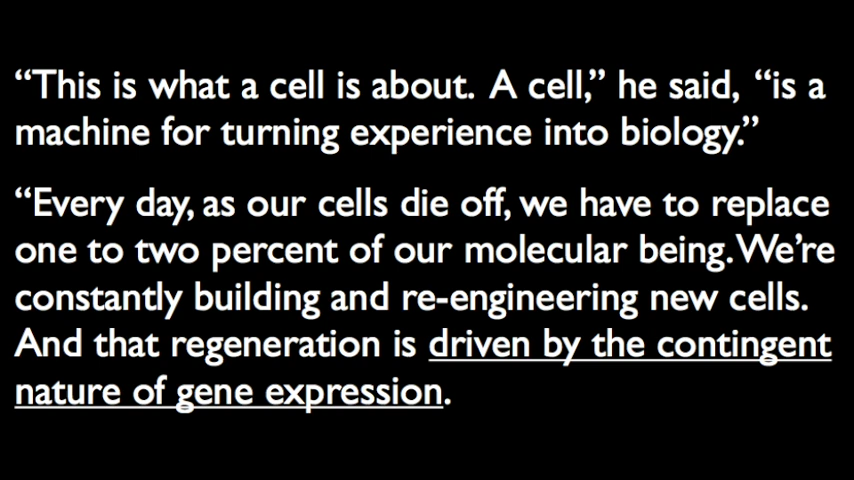 “This is what a cell is about. A cell,” he said, “is a
machine for turning experience into biology.”
“Every day, as our cells die off, we have to replace
one to two percent of our molecular being. We’re
constantly building and re-engineering new cells.
And that regeneration is driven by the contingent
nature of gene expression.